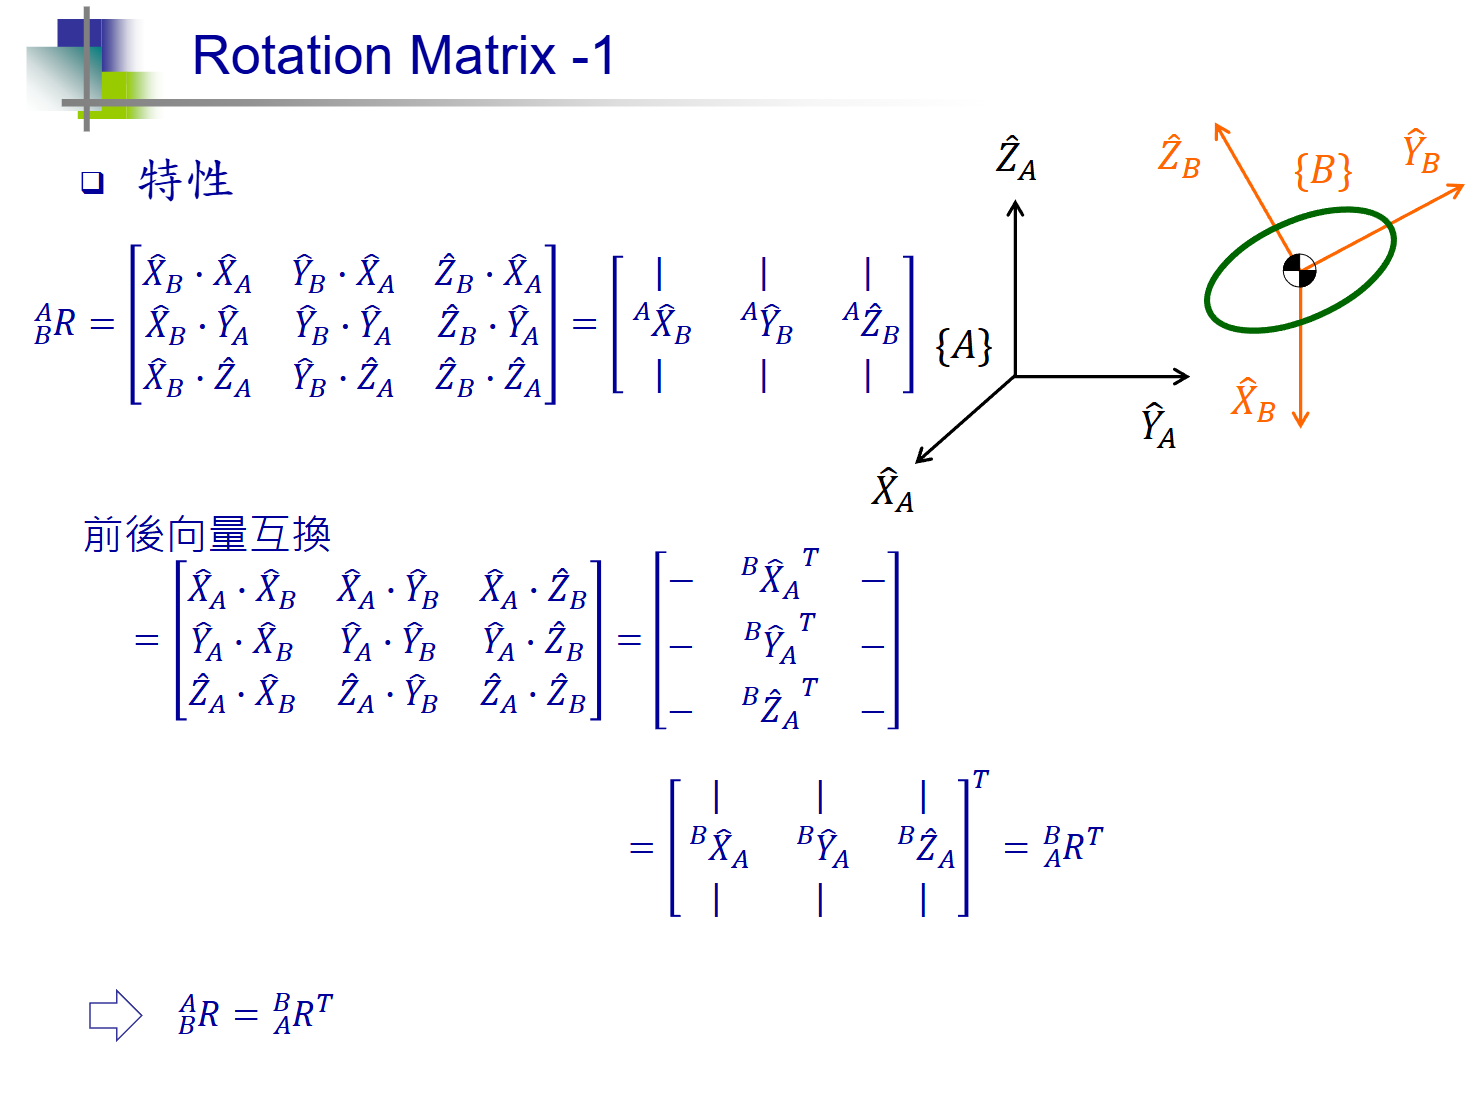 Rotation Matrix -1
❑ 特性
$^A_B R = \begin{bmatrix} \hat{X}_B \cdot \hat{X}_A & \hat{Y}_B \cdot \hat{X}_A & \hat{Z}_B \cdot \hat{X}_A \\ \hat{X}_B \cdot \hat{Y}_A & \hat{Y}_B \cdot \hat{Y}_A & \hat{Z}_B \cdot \hat{Y}_A \\ \hat{X}_B \cdot \hat{Z}_A & \hat{Y}_B \cdot \hat{Z}_A & \hat{Z}_B \cdot \hat{Z}_A \end{bmatrix} = \begin{bmatrix} | & | & | \\ ^A\hat{X}_B & ^A\hat{Y}_B & ^A\hat{Z}_B \\ | & | & | \end{bmatrix}$
$\hat{Z}_A$
{A}
$\hat{Y}_A$
$\hat{X}_A$
$\hat{Z}_B$
{B}
$\hat{Y}_B$
$\hat{X}_B$
前後向量互換
$= \begin{bmatrix} \hat{X}_A \cdot \hat{X}_B & \hat{X}_A \cdot \hat{Y}_B & \hat{X}_A \cdot \hat{Z}_B \\ \hat{Y}_A \cdot \hat{X}_B & \hat{Y}_A \cdot \hat{Y}_B & \hat{Y}_A \cdot \hat{Z}_B \\ \hat{Z}_A \cdot \hat{X}_B & \hat{Z}_A \cdot \hat{Y}_B & \hat{Z}_A \cdot \hat{Z}_B \end{bmatrix} = \begin{bmatrix} - & ^B\hat{X}_A{}^T & - \\ - & ^B\hat{Y}_A{}^T & - \\ - & ^B\hat{Z}_A{}^T & - \end{bmatrix}$
$= \begin{bmatrix} | & | & | \\ ^B\hat{X}_A & ^B\hat{Y}_A & ^B\hat{Z}_A \\ | & | & | \end{bmatrix}^T = {}^B_A R^T$
$^A_B R = {}^B_A R^T$